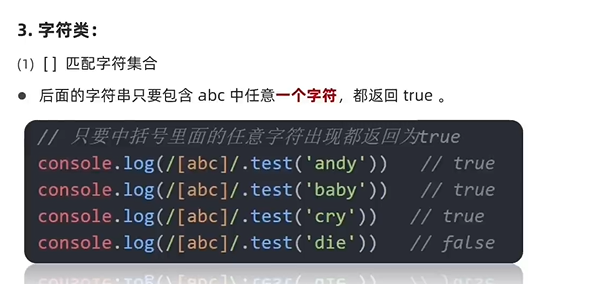 3. 字符类：
(1) [ ] 匹配字符集合
● 后面的字符串只要包含 abc 中任意一个字符，都返回 true 。
// 只要中括号里面的任意字符出现都返回为true
console.log(/[abc]/.test('andy')) // true
console.log(/[abc]/.test('baby')) // true
console.log(/[abc]/.test('cry')) // true
console.log(/[abc]/.test('die')) // false